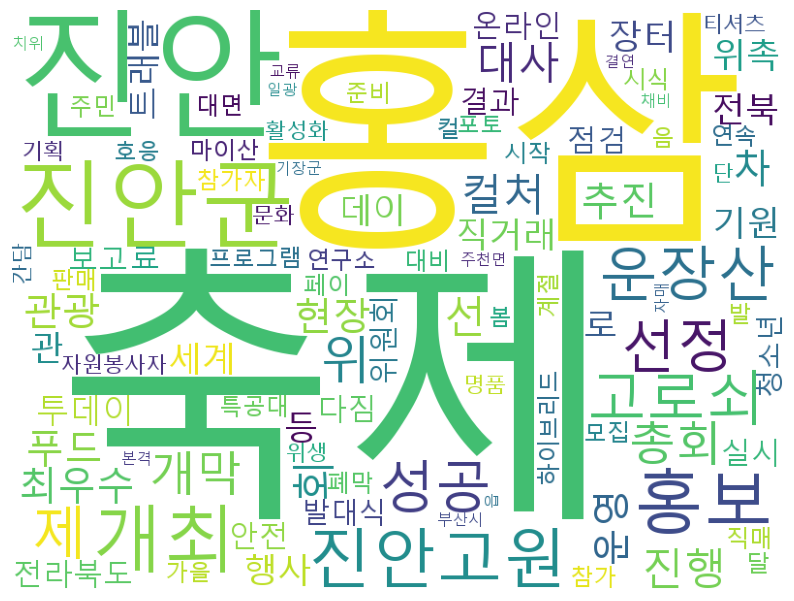 치위
진안
트래블
홍삼
교류
일광
준비
온라인
대사
장터
티셔츠
결연
시식
채비
위촉
전북
주민
대면
결과
포토
컬
활성화
점검
음
연속
기획
호응
마이산
기장군
시작
단
차
진안군
참가자
문화
데이
컬처
추진
기원
직거래
간담
보고료
프로그램
연구소
대비
주천면
운장산
판매
페이
계절
자매
관광
현장
선
봄
로
발
관
자원봉사자
세계
위
위원회
선정
청소년
축제
명품
투데이
특공대
다짐
하이브리드
고로쇠
푸드
등
모집
총회
실시
본격
개막
위생
최우수
회
폐막
성공
발대식
부산시
릉
운영
홍보
제
개최
안전
진안고원
진행
직매
달
전라북도
가을
행사
참가